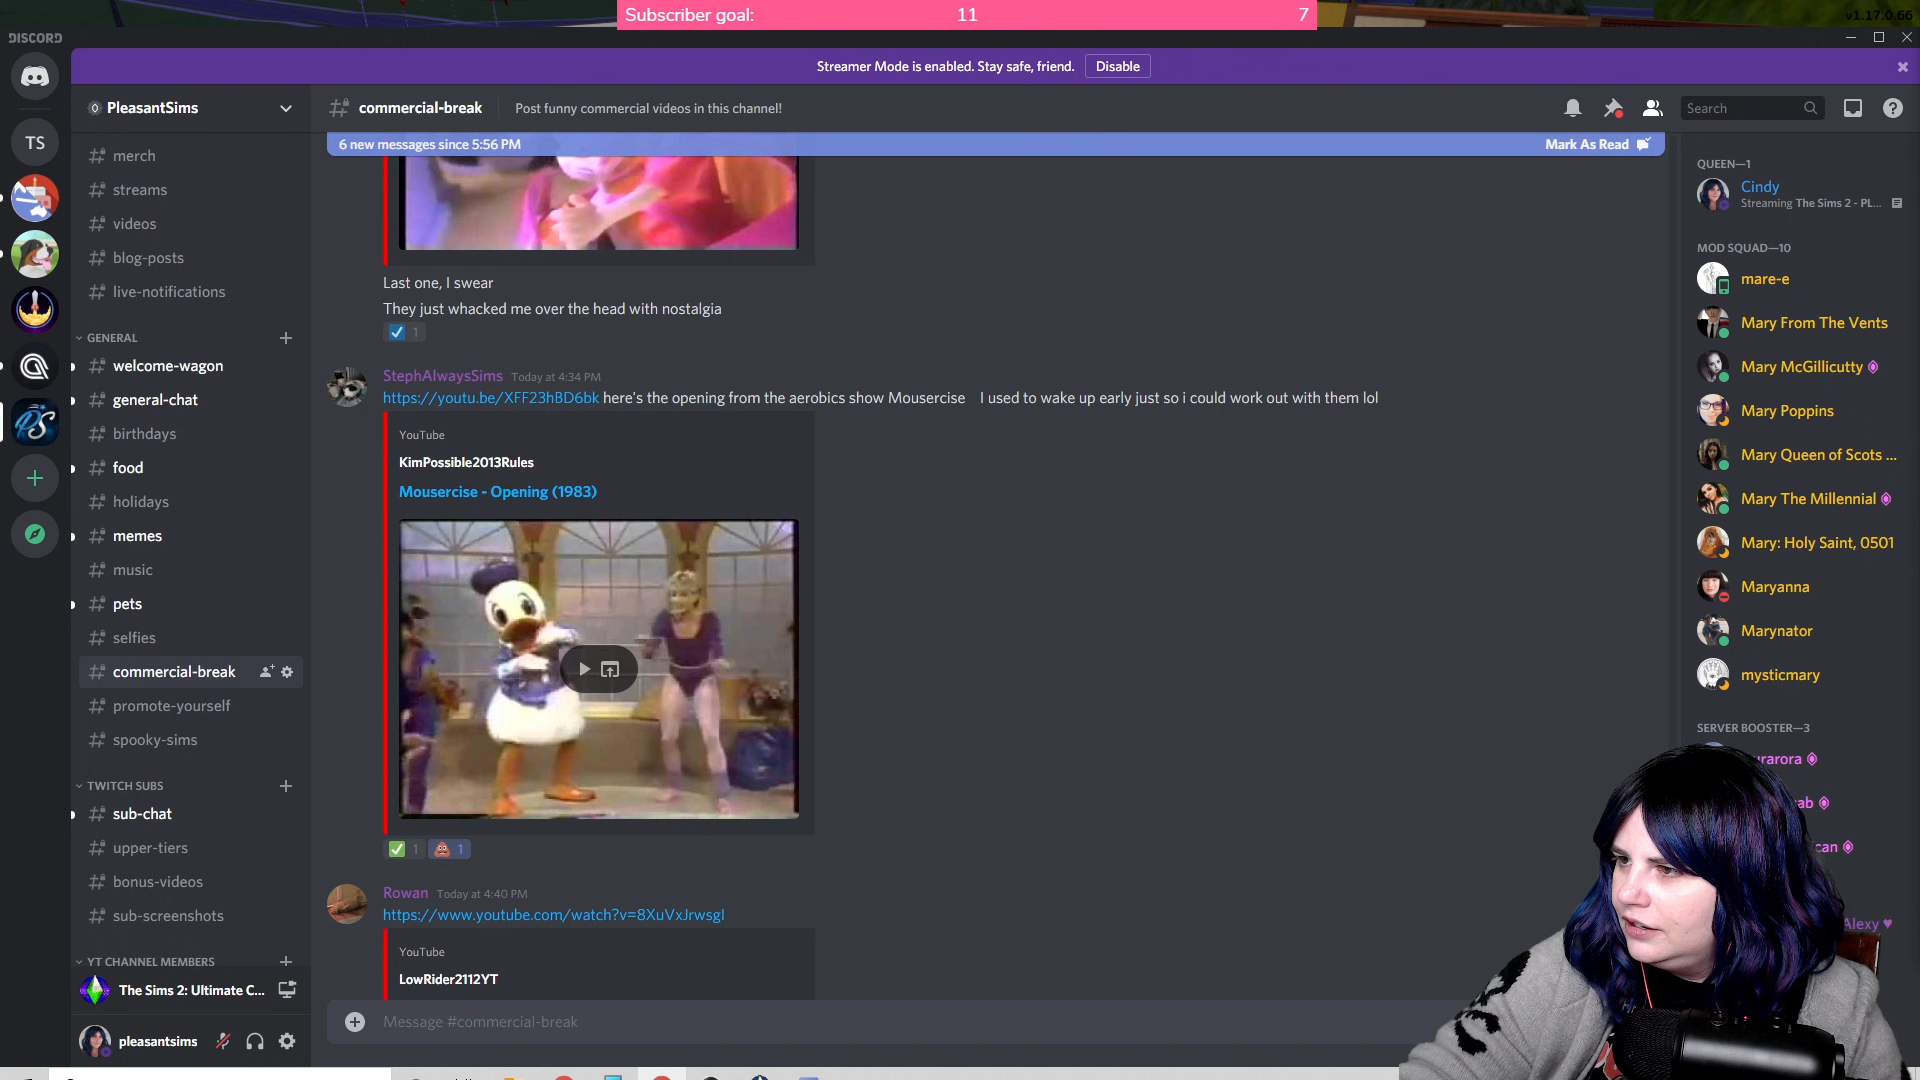 Subscriber goal: 11 7
v1.17.0.66
DISCORD
Streamer Mode is enabled. Stay safe, friend. Disable
PleasantSims
commercial-break
Post funny commercial videos in this channel!
Search
6 new messages since 5:56 PM
Mark As Read
TS
merch
streams
videos
blog-posts
live-notifications
GENERAL
welcome-wagon
general-chat
birthdays
food
holidays
memes
music
pets
selfies
commercial-break
promote-yourself
spooky-sims
TWITCH SUBS
sub-chat
upper-tiers
bonus-videos
sub-screenshots
YT CHANNEL MEMBERS
The Sims 2: Ultimate C...
pleasantsims
Last one, I swear
They just whacked me over the head with nostalgia
1
StephAlwaysSims Today at 4:34 PM
https://youtu.be/XFF23hBD6bk here's the opening from the aerobics show Mousercise I used to wake up early just so i could work out with them lol
YouTube
KimPossible2013Rules
Mousercise - Opening (1983)
1 1
Rowan Today at 4:40 PM
https://www.youtube.com/watch?v=8XuVxJrwsgI
YouTube
LowRider2112YT
Message #commercial-break
QUEEN—1
Cindy
Streaming The Sims 2 - PL...
MOD SQUAD—10
mare-e
Mary From The Vents
Mary McGillicutty
Mary Poppins
Mary Queen of Scots ...
Mary The Millennial
Mary: Holy Saint, 0501
Maryanna
Marynator
mysticmary
SERVER BOOSTER—3
Alexy ♥